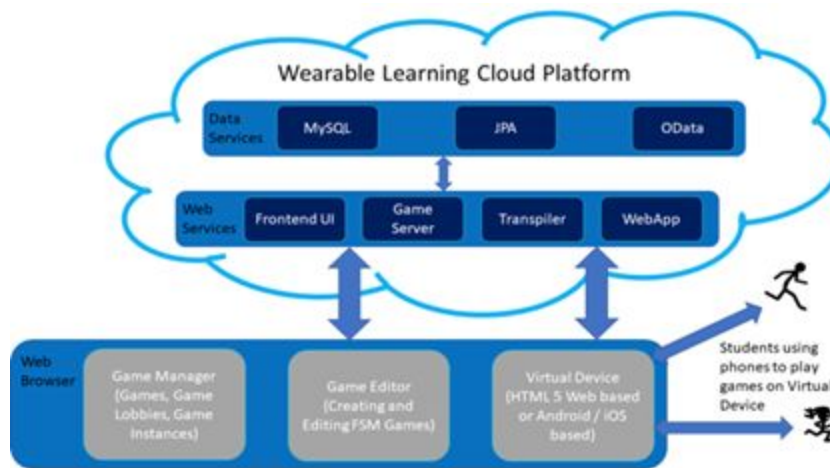 Wearable Learning Cloud Platform
Data
Services
MySQL
JPA
OData
Web
Services
Frontend UI
Game
Server
Transpiler
WebApp
Web
Browser
Game Manager
(Games, Game
Lobbies, Game
Instances)
Game Editor
(Creating and
Editing FSM Games)
Virtual Device
(HTML 5 Web based
or Android / iOS
based)
Students using
phones to play
games on Virtual
Device